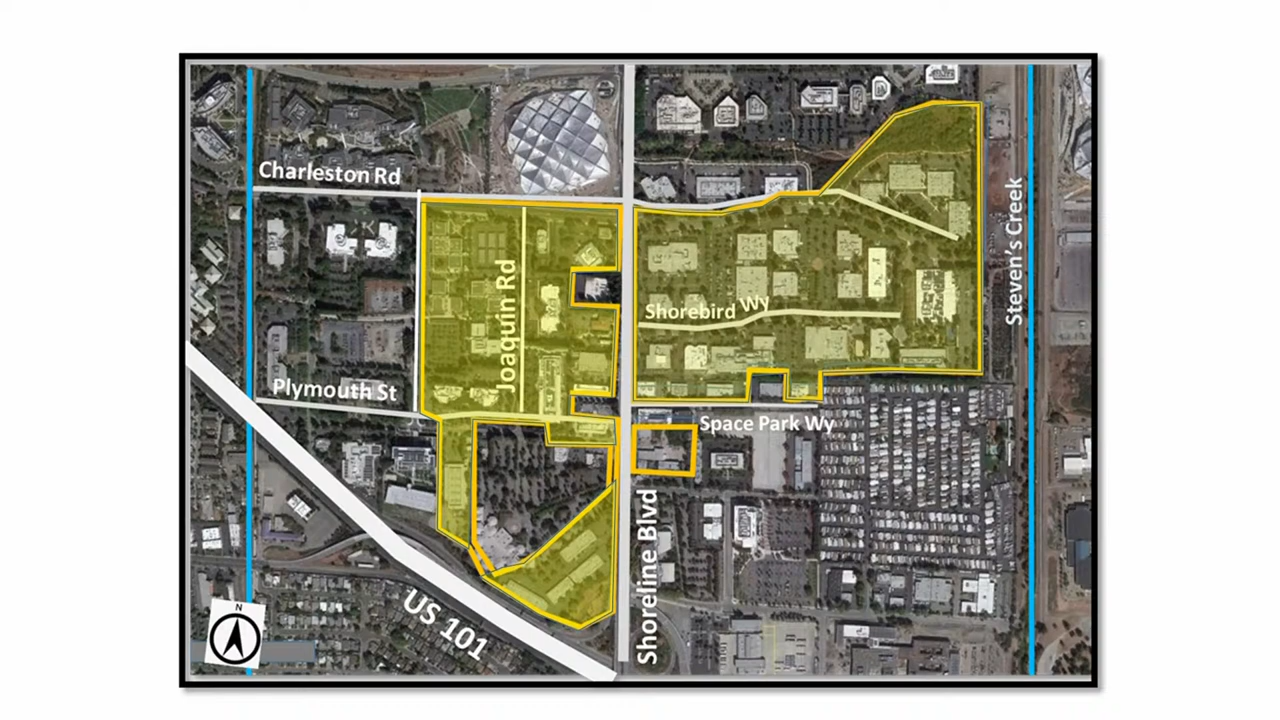 Charleston Rd
Steven's Creek
Joaquin Rd
Shorebird Wy
Plymouth St
Space Park Wy
Shoreline Blvd
US 101
N